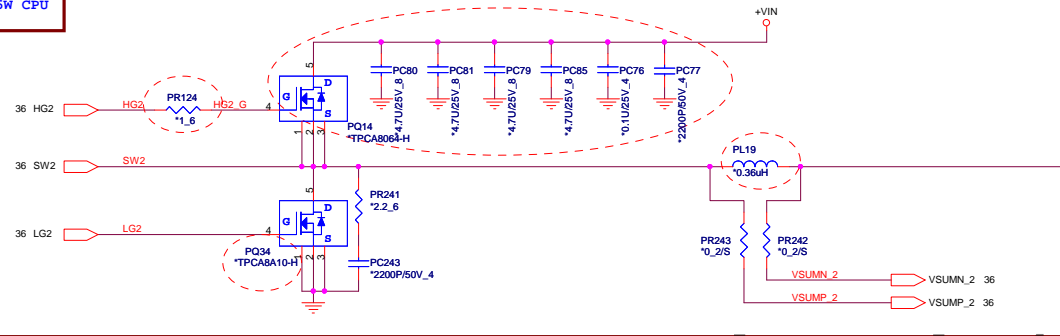 5W CPU
+VIN
PC80
*4.7U/25V_8
PC81
*4.7U/25V_8
PC79
*4.7U/25V_8
PC85
*4.7U/25V_8
PC76
*0.1U/25V_4
PC77
*2200P/50V_4
36 HG2
HG2
PR124
*1_6
HG2_G
4
5
D
G
S
1
2
3
PQ14
*TPCA8064-H
36 SW2
SW2
PL19
*0.36uH
36 LG2
LG2
4
5
D
G
S
1
2
3
PQ34
*TPCA8A10-H
PR241
*2.2_6
PC243
*2200P/50V_4
PR243
*0_2/S
PR242
*0_2/S
VSUMN_2
VSUMN_2 36
VSUMP_2
VSUMP_2 36